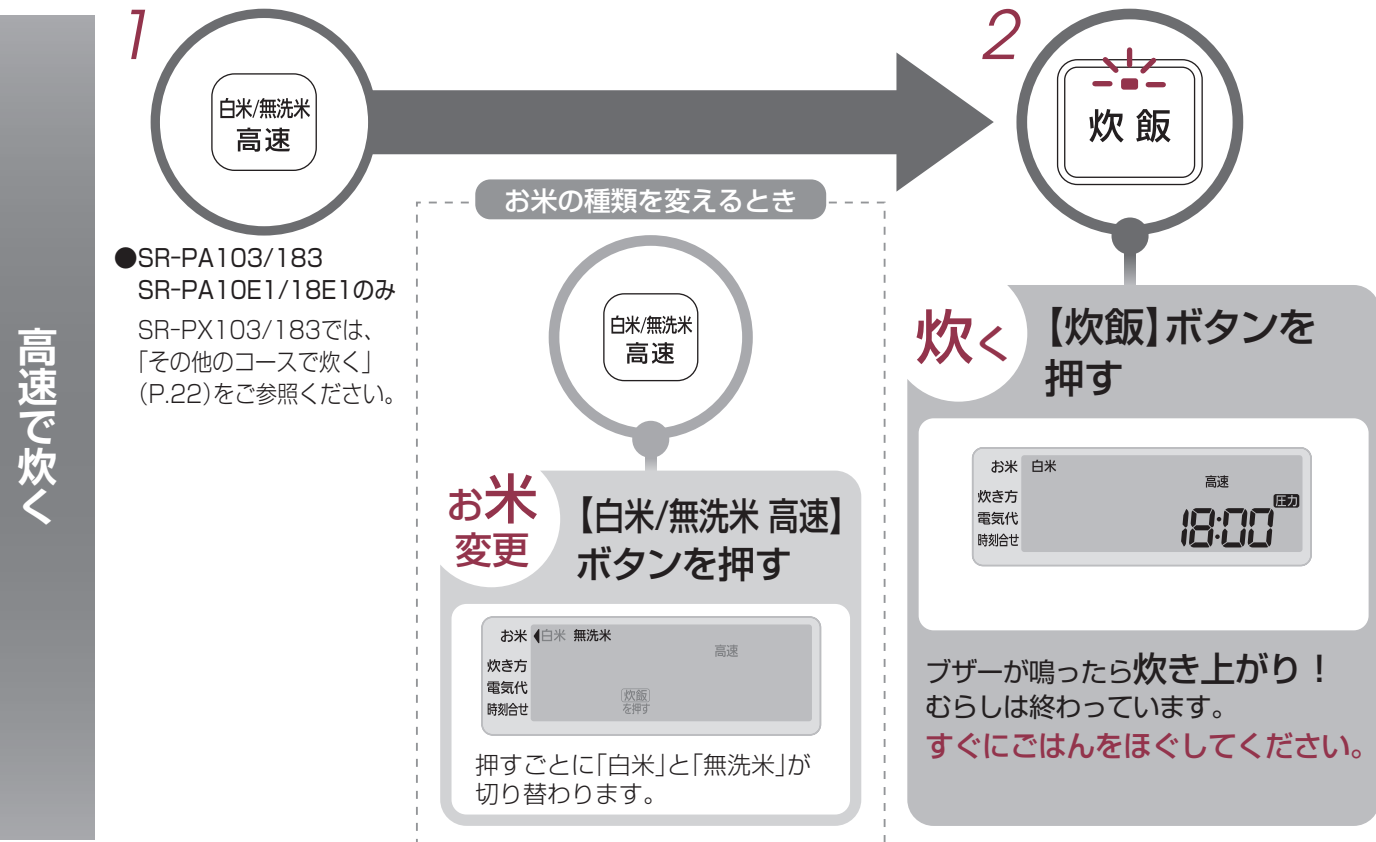 高速で炊く
1
白米/無洗米
高速
●SR-PA103/183
SR-PA10E1/18E1のみ
SR-PX103/183では、
「その他のコースで炊く」
(P.22)をご参照ください。
お米の種類を変えるとき
白米/無洗米
高速
お米
変更
【白米/無洗米 高速】
ボタンを押す
お米 白米 無洗米
高速
炊き方
電気代
時刻合せ
炊飯
を押す
押すごとに「白米」と「無洗米」が
切り替わります。
2
炊飯
炊く
【炊飯】ボタンを
押す
お米 白米
高速
炊き方
圧力
電気代
18:00
時刻合せ
ブザーが鳴ったら炊き上がり！
むらしは終わっています。
すぐにごはんをほぐしてください。